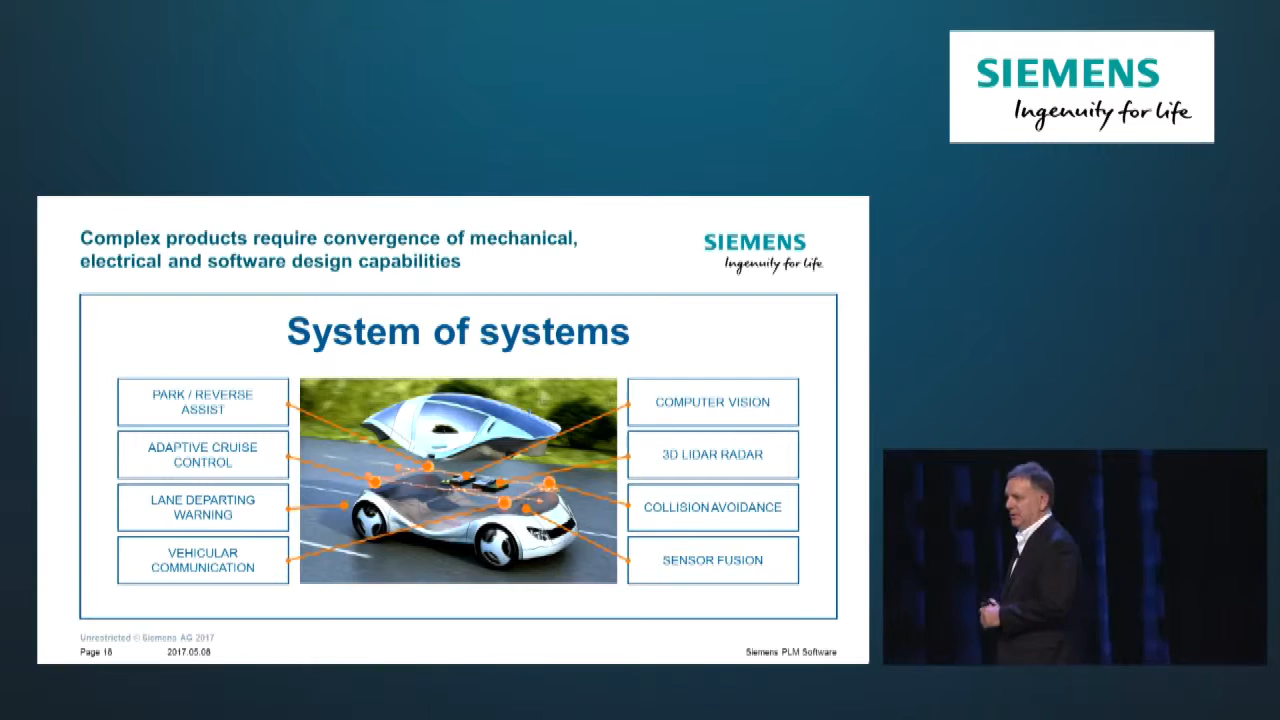 SIEMENS
Ingenuity for life
Complex products require convergence of mechanical,
electrical and software design capabilities
SIEMENS
Ingenuity for life
System of systems
PARK / REVERSE
ASSIST
ADAPTIVE CRUISE
CONTROL
LANE DEPARTING
WARNING
VEHICULAR
COMMUNICATION
COMPUTER VISION
3D LIDAR RADAR
COLLISION AVOIDANCE
SENSOR FUSION
Unrestricted © Siemens AG 2017
Page 18
2017.05.08
Siemens PLM Software